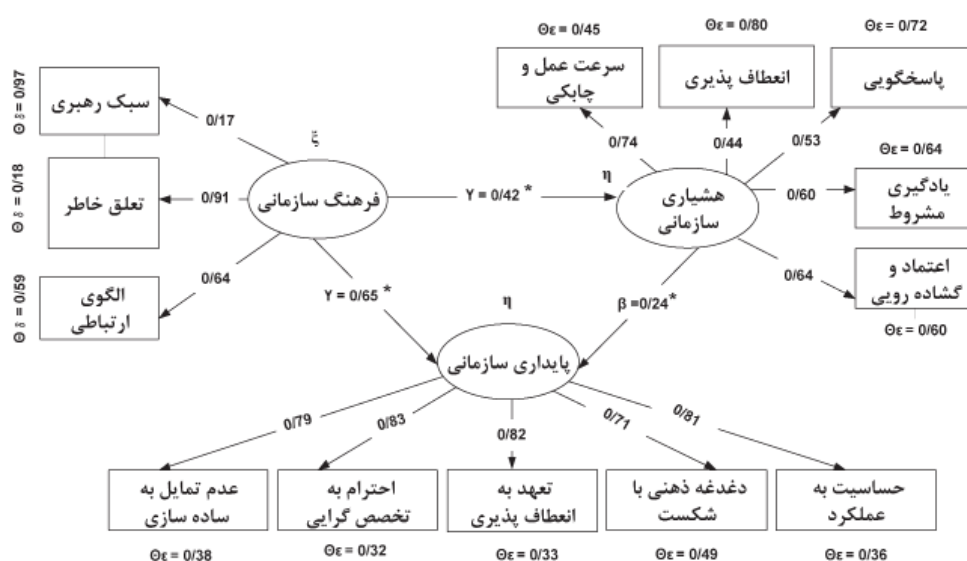 Θε = 0/45
Θε = 0/80
Θε = 0/72
سرعت عمل و
چابکی
انعطاف پذیری
پاسخگویی
Θ δ = 0/97
سبک رهبری
0/17
ξ
0/74
0/44
0/53
Θε = 0/64
Θ δ = 0/18
تعلق خاطر
0/91
فرهنگ سازمانی
Υ = 0/42 *
η
هشیاری
سازمانی
0/60
یادگیری
مشروط
Θ δ = 0/59
الگوی
ارتباطی
0/64
Υ = 0/65 *
β =0/24*
0/64
اعتماد و
گشاده رویی
Θε = 0/60
η
پایداری سازمانی
0/79
0/83
0/82
0/71
0/81
عدم تمایل به
ساده سازی
احترام به
تخصص گرایی
تعهد به
انعطاف پذیری
دغدغه ذهنی با
شکست
حساسیت به
عملکرد
Θε = 0/38
Θε = 0/32
Θε = 0/33
Θε = 0/49
Θε = 0/36